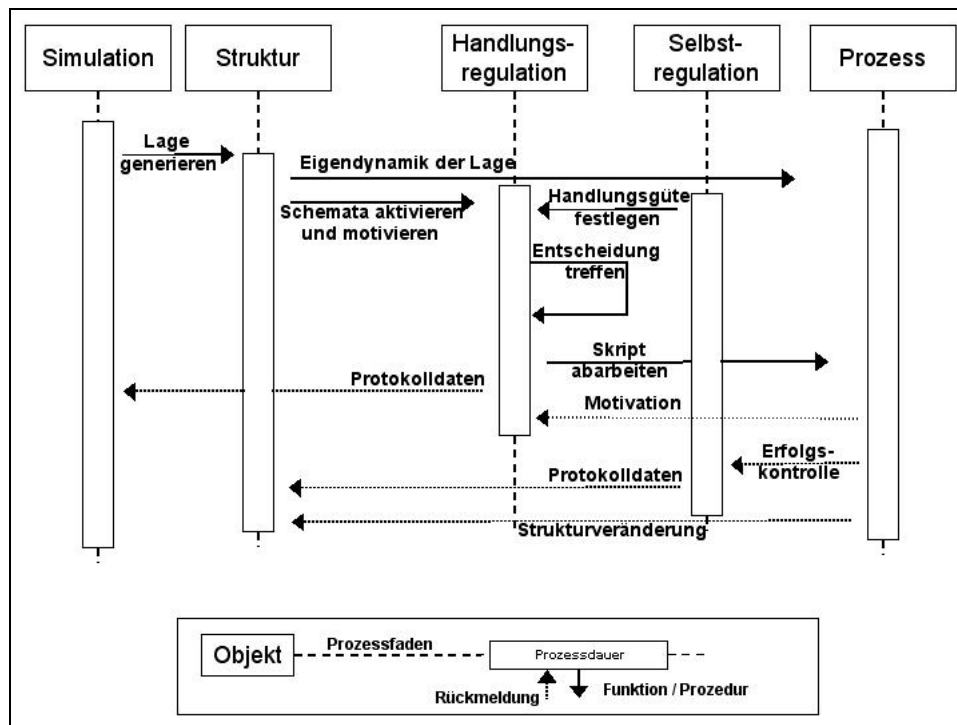 Simulation
Struktur
Handlungs-
regulation
Selbst-
regulation
Prozess
Lage
generieren
Eigendynamik der Lage
Schemata aktivieren
und motivieren
Handlungsgüte
festlegen
Entscheidung
treffen
Skript
abarbeiten
Protokolldaten
Motivation
Erfolgs-
kontrolle
Protokolldaten
Strukturveränderung
Objekt
Prozessfaden
Prozessdauer
Rückmeldung
Funktion / Prozedur